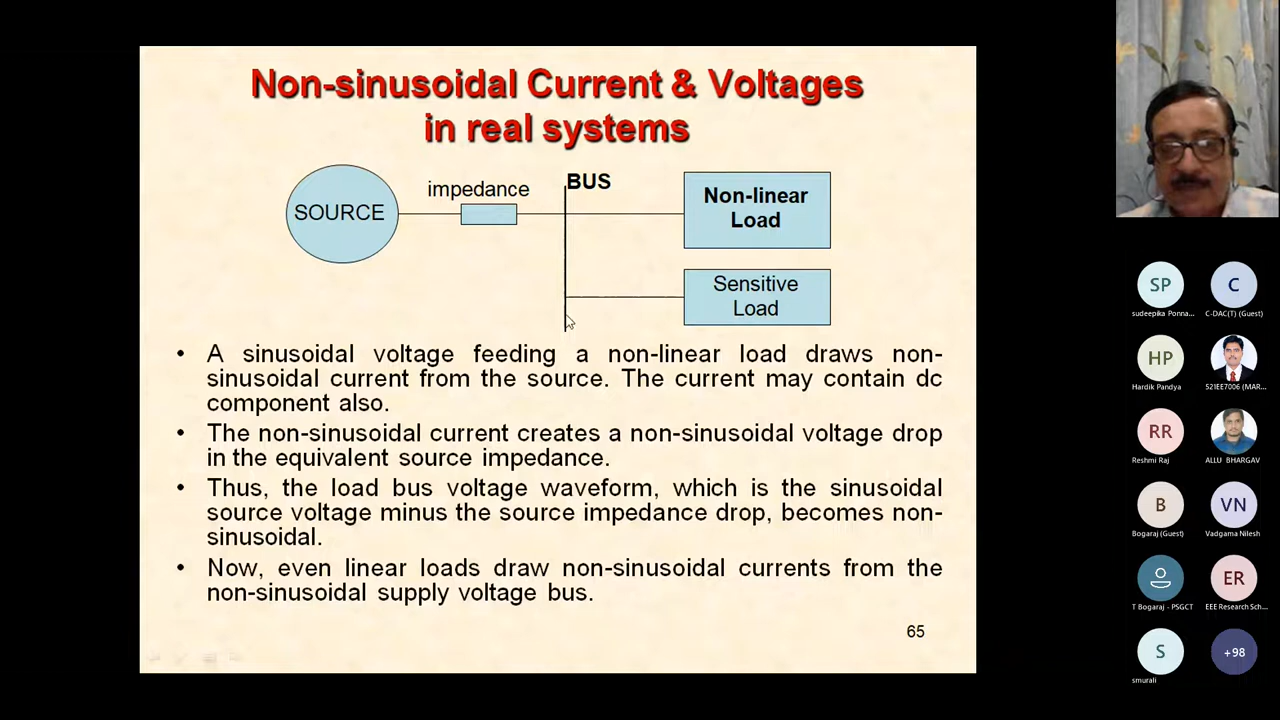 Non-sinusoidal Current & Voltages
in real systems
SOURCE
impedance
BUS
Non-linear
Load
Sensitive
Load
• A sinusoidal voltage feeding a non-linear load draws non-
sinusoidal current from the source. The current may contain dc
component also.
• The non-sinusoidal current creates a non-sinusoidal voltage drop
in the equivalent source impedance.
• Thus, the load bus voltage waveform, which is the sinusoidal
source voltage minus the source impedance drop, becomes non-
sinusoidal.
• Now, even linear loads draw non-sinusoidal currents from the
non-sinusoidal supply voltage bus.
65
SP
sudeepika Ponna...
C
C-DAC(T) (Guest)
HP
Hardik Pandya
521EE7006 (MAR...
RR
Reshmi Raj
ALLU BHARGAV
B
Bogaraj (Guest)
VN
Vadgama Nilesh
T Bogaraj - PSGCT
ER
EEE Research Sch...
S
smurali
+98